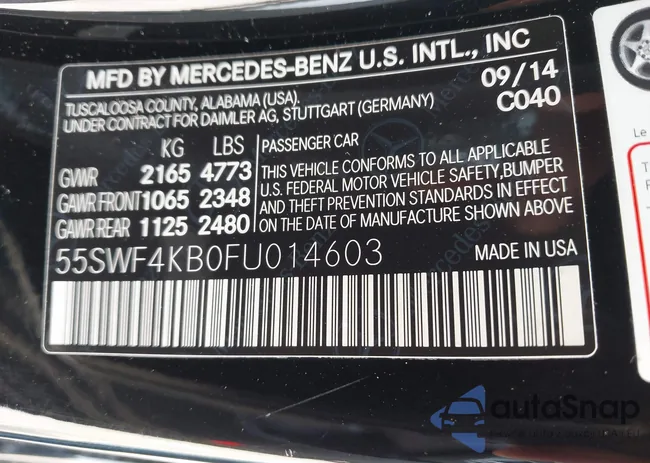 MFD BY MERCEDES-BENZ U.S. INTL., INC
09/14
TUSCALOOSA COUNTY, ALABAMA (USA).
UNDER CONTRACT FOR DAIMLER AG, STUTTGART (GERMANY)
C040
KG LBS
GVWR 2165 4773
GAWR FRONT 1065 2348
GAWR REAR 1125 2480
PASSENGER CAR
THIS VEHICLE CONFORMS TO ALL APPLICABLE
U.S. FEDERAL MOTOR VEHICLE SAFETY,BUMPER
AND THEFT PREVENTION STANDARDS IN EFFECT
ON THE DATE OF MANUFACTURE SHOWN ABOVE
55SWF4KB0FU014603
Le
T
autoSnap